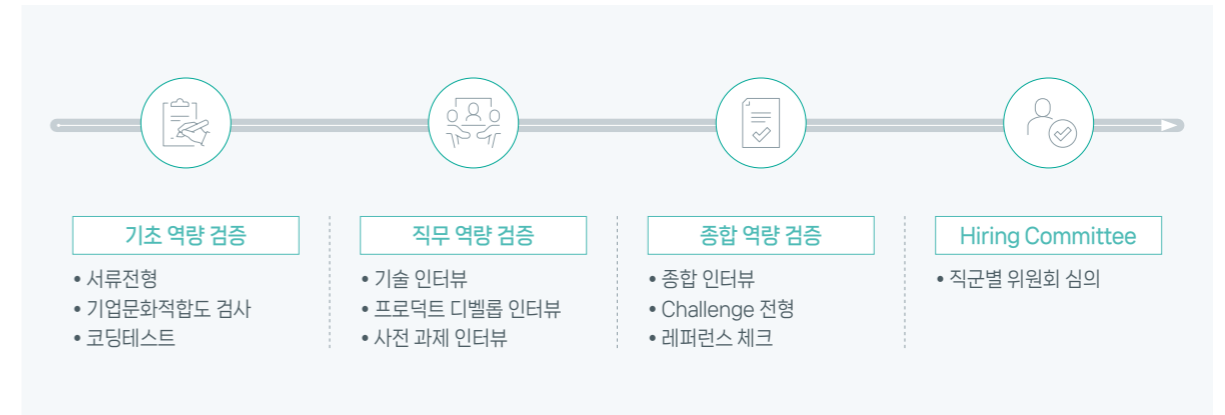 기초 역량 검증
• 서류전형
• 기업문화적합도 검사
• 코딩테스트
직무 역량 검증
• 기술 인터뷰
• 프로덕트 디벨롭 인터뷰
• 사전 과제 인터뷰
종합 역량 검증
• 종합 인터뷰
• Challenge 전형
• 레퍼런스 체크
Hiring Committee
• 직군별 위원회 심의